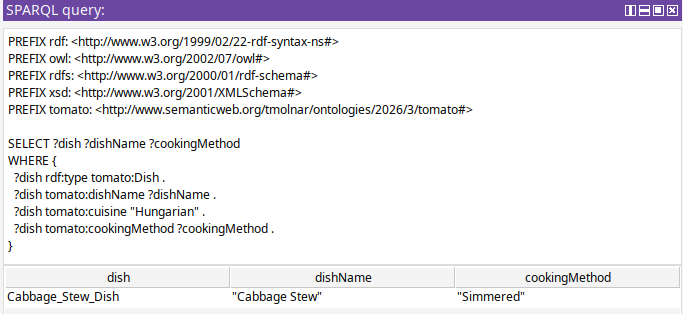 SPARQL query:
PREFIX rdf: <http://www.w3.org/1999/02/22-rdf-syntax-ns#>
PREFIX owl: <http://www.w3.org/2002/07/owl#>
PREFIX rdfs: <http://www.w3.org/2000/01/rdf-schema#>
PREFIX xsd: <http://www.w3.org/2001/XMLSchema#>
PREFIX tomato: <http://www.semanticweb.org/tmolnar/ontologies/2026/3/tomato#>

SELECT ?dish ?dishName ?cookingMethod
WHERE {
  ?dish rdf:type tomato:Dish .
  ?dish tomato:dishName ?dishName .
  ?dish tomato:cuisine "Hungarian" .
  ?dish tomato:cookingMethod ?cookingMethod .
}
dish dishName cookingMethod
Cabbage_Stew_Dish "Cabbage Stew" "Simmered"